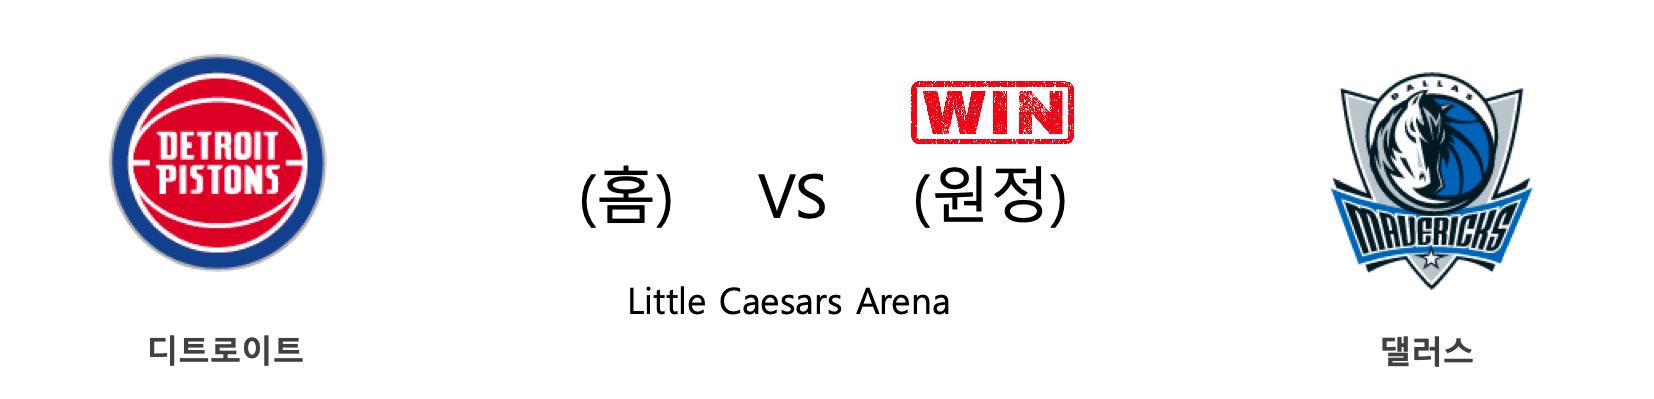 DETROIT
PISTONS
디트로이트
WIN
(홈) VS (원정)
Little Caesars Arena
DALLAS
MAVERICKS
댈러스